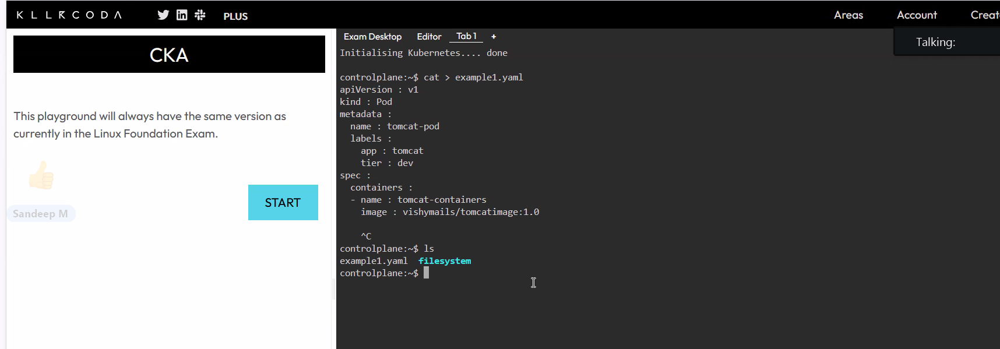 KLLRCODA PLUS Areas Account Creat
Talking:
CKA
This playground will always have the same version as
currently in the Linux Foundation Exam.
Sandeep M
START
Exam Desktop Editor Tab 1 +
Initialising Kubernetes.... done
controlplane:~$ cat > example1.yaml
apiVersion : v1
kind : Pod
metadata :
  name : tomcat-pod
  labels :
    app : tomcat
    tier : dev
spec :
  containers :
  - name : tomcat-containers
    image : vishymails/tomcatimage:1.0
    ^C
controlplane:~$ ls
example1.yaml  filesystem
controlplane:~$